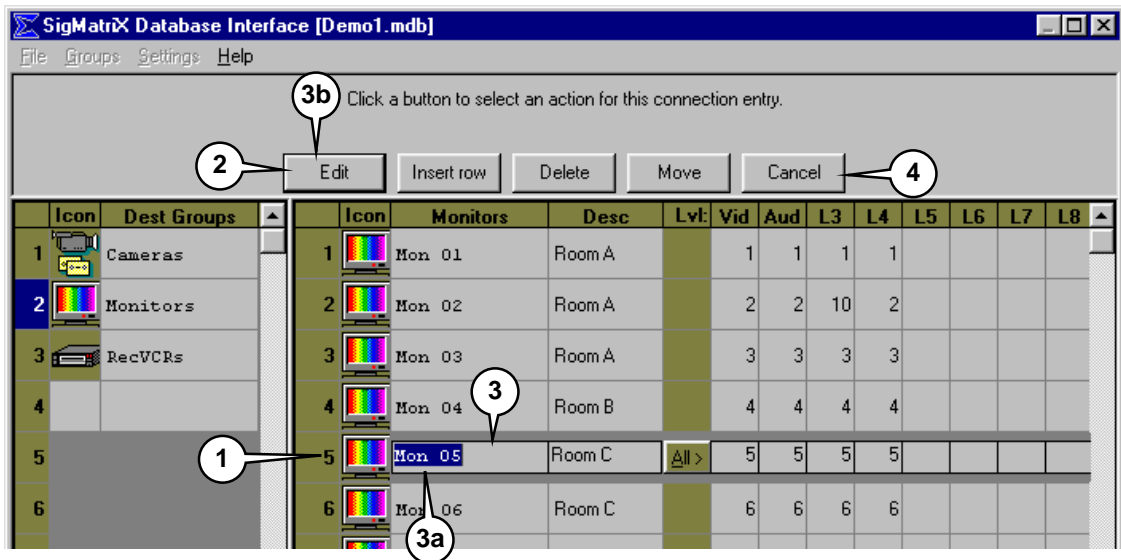 SigMatriX Database Interface [Demo1.mdb]
File Groups Settings Help
3b Click a button to select an action for this connection entry.
2 Edit Insert row Delete Move Cancel 4
Icon Dest Groups Icon Monitors Desc Lvl: Vid Aud L3 L4 L5 L6 L7 L8
1 Cameras 1 Mon 01 Room A 1 1 1 1
2 Monitors 2 Mon 02 Room A 2 2 10 2
3 RecVCRs 3 Mon 03 Room A 3 3 3 3
4 4 Mon 04 3 Room B 4 4 4 4
5 1 5 Mon 05 Room C All > 5 5 5 5
6 6 Mon 06 Room C 6 6 6 6
3a